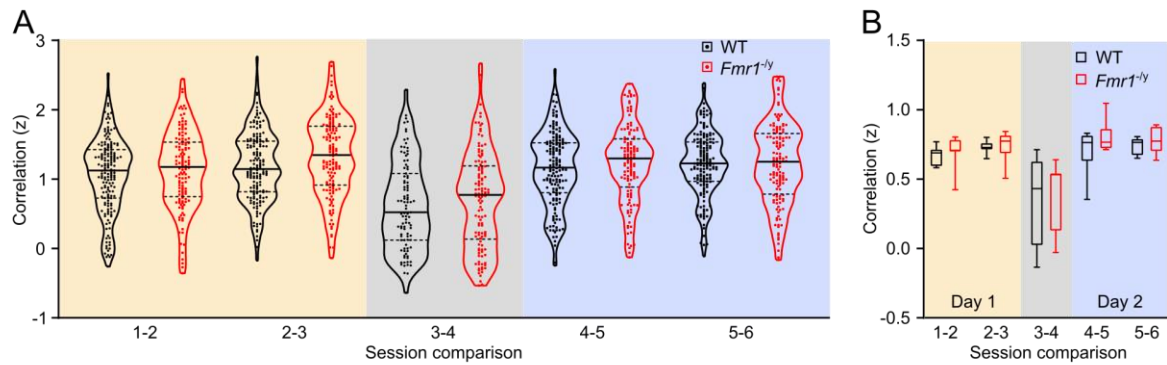 A
Correlation (z)
3
2
1
0
-1
WT
Fmr1-/y
1-2
2-3
3-4
4-5
5-6
Session comparison
B
Correlation (z)
1.5
1.0
0.5
0.0
-0.5
WT
Fmr1-/y
Day 1
Day 2
1-2
2-3
3-4
4-5
5-6
Session comparison